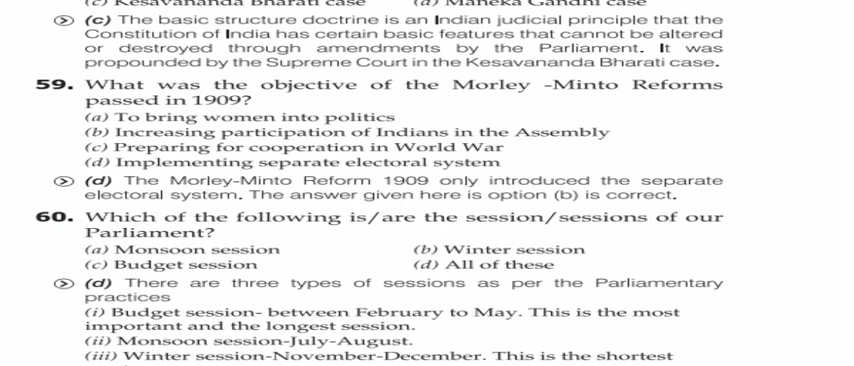 (c) Kesavananda Bharati case (d) Maneka Gandhi case
(c) The basic structure doctrine is an Indian judicial principle that the
Constitution of India has certain basic features that cannot be altered
or destroyed through amendments by the Parliament. It was
propounded by the Supreme Court in the Kesavananda Bharati case.
59. What was the objective of the Morley -Minto Reforms
passed in 1909?
(a) To bring women into politics
(b) Increasing participation of Indians in the Assembly
(c) Preparing for cooperation in World War
(d) Implementing separate electoral system
(d) The Morley-Minto Reform 1909 only introduced the separate
electoral system. The answer given here is option (b) is correct.
60. Which of the following is/are the session/sessions of our
Parliament?
(a) Monsoon session (b) Winter session
(c) Budget session (d) All of these
(d) There are three types of sessions as per the Parliamentary
practices
(i) Budget session- between February to May. This is the most
important and the longest session.
(ii) Monsoon session-July-August.
(iii) Winter session-November-December. This is the shortest